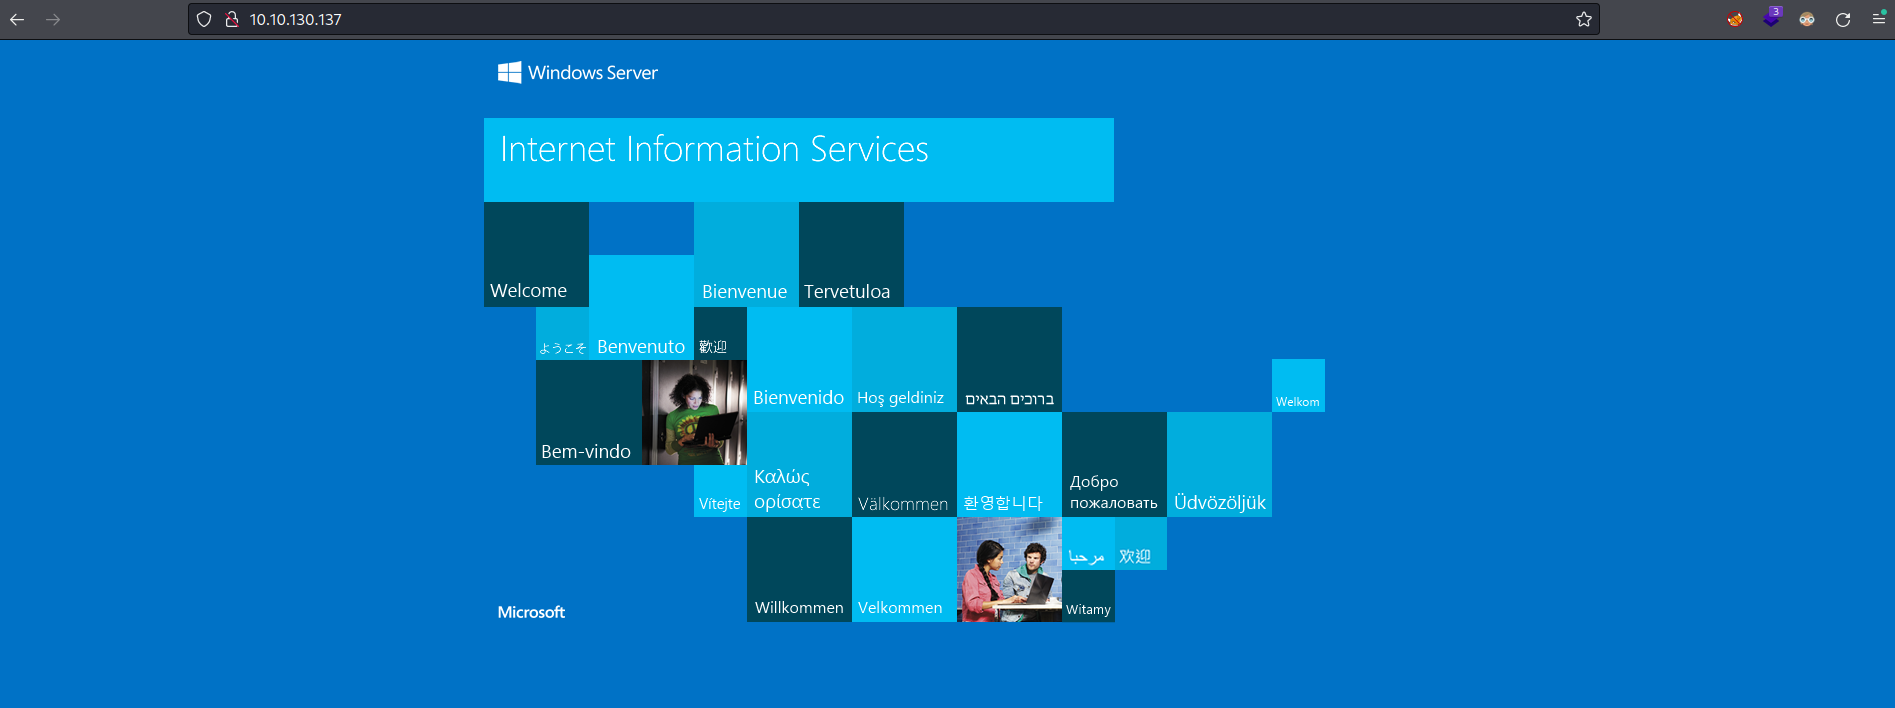 10.10.130.137
3
Windows Server
Internet Information Services
Welcome
Bienvenue
Tervetuloa
ようこそ
Benvenuto
歡迎
Bienvenido
Hoş geldiniz
ברוכים הבאים
Welkom
Bem-vindo
Vítejte
Καλώς
ορίσατε
Välkommen
환영합니다
Добро
пожаловать
Üdvözöljük
مرحبا
欢迎
Willkommen
Velkommen
Witamy
Microsoft